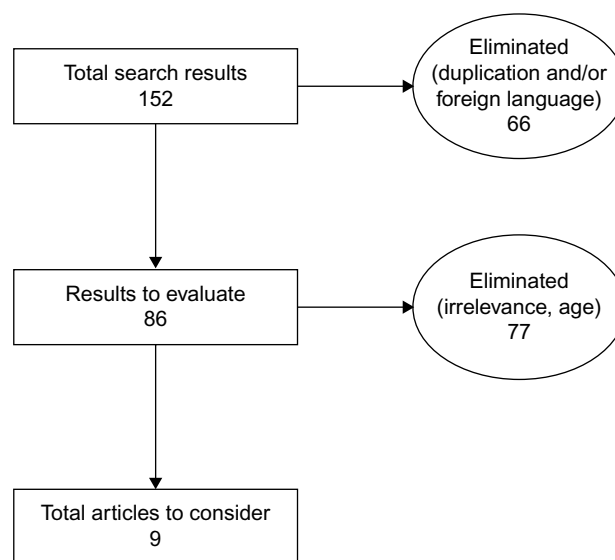 Total search results
152
Eliminated
(duplication and/or
foreign language)
66
Results to evaluate
86
Eliminated
(irrelevance, age)
77
Total articles to consider
9